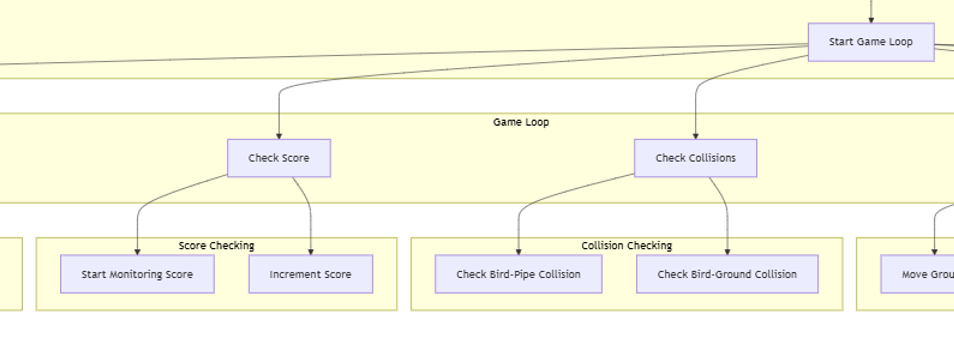 Start Game Loop
Game Loop
Check Score
Check Collisions
Score Checking
Collision Checking
Start Monitoring Score
Increment Score
Check Bird-Pipe Collision
Check Bird-Ground Collision
Move